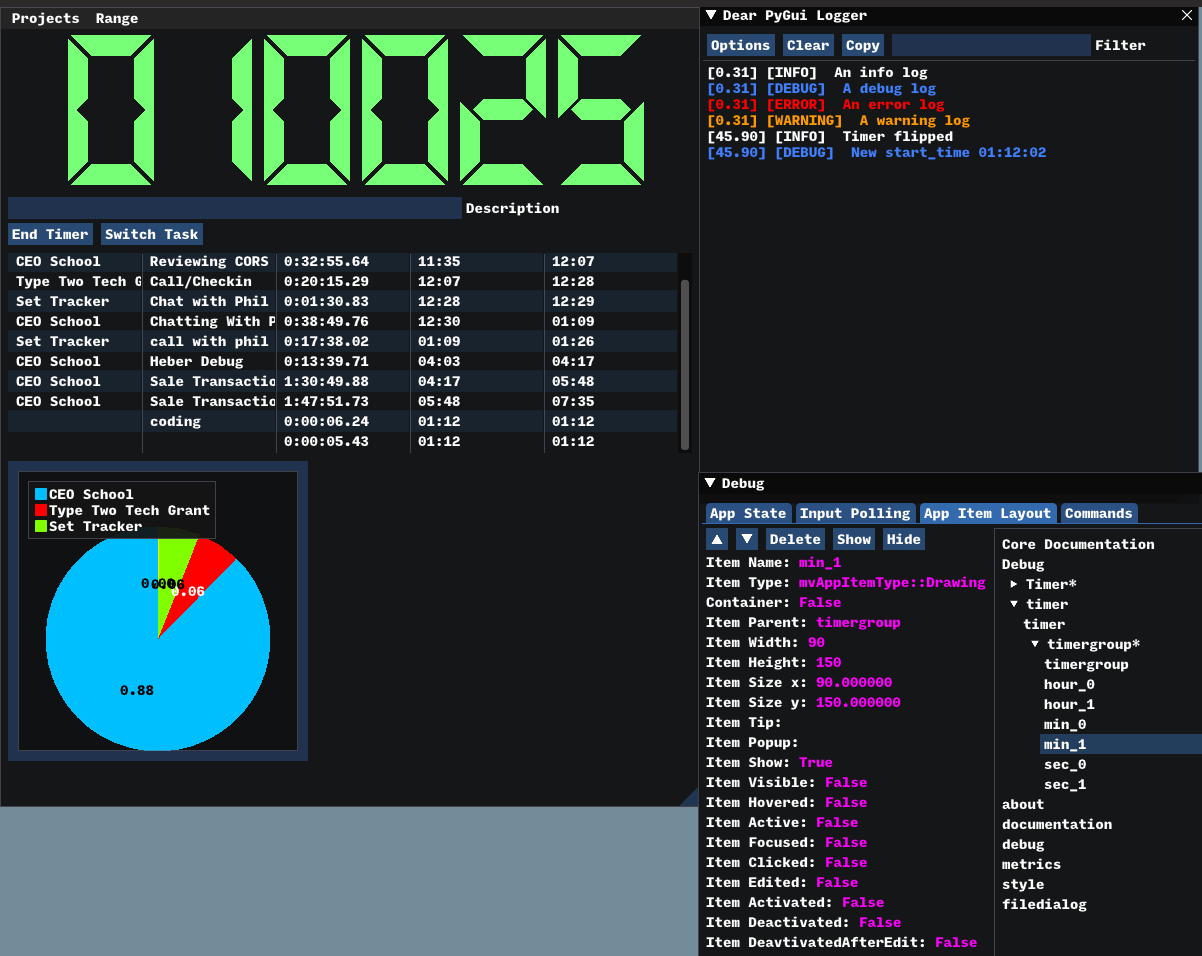 Projects Range
01 00 25
Description
End Timer Switch Task
CEO School Reviewing CORS 0:32:55.64 11:35 12:07
Type Two Tech G Call/Checkin 0:20:15.29 12:07 12:28
Set Tracker Chat with Phil 0:01:30.83 12:28 12:29
CEO School Chatting With P 0:38:49.76 12:30 01:09
Set Tracker call with phil 0:17:38.02 01:09 01:26
CEO School Heber Debug 0:13:39.71 04:03 04:17
CEO School Sale Transactio 1:30:49.88 04:17 05:48
CEO School Sale Transactio 1:47:51.73 05:48 07:35
coding 0:00:06.24 01:12 01:12
0:00:05.43 01:12 01:12
CEO School
Type Two Tech Grant
Set Tracker
0.06
0.88
Dear PyGui Logger
Options Clear Copy Filter
[0.31] [INFO] An info log
[0.31] [DEBUG] A debug log
[0.31] [ERROR] An error log
[0.31] [WARNING] A warning log
[45.90] [INFO] Timer flipped
[45.90] [DEBUG] New start_time 01:12:02
Debug
App State Input Polling App Item Layout Commands
▲ ▼ Delete Show Hide
Item Name: min_1
Item Type: mvAppItemType::Drawing
Container: False
Item Parent: timergroup
Item Width: 90
Item Height: 150
Item Size x: 90.000000
Item Size y: 150.000000
Item Tip:
Item Popup:
Item Show: True
Item Visible: False
Item Hovered: False
Item Active: False
Item Focused: False
Item Clicked: False
Item Edited: False
Item Activated: False
Item Deactivated: False
Item DeavtivatedAfterEdit: False
Core Documentation
Debug
Timer*
timer
timer
timergroup*
timergroup
hour_0
hour_1
min_0
min_1
sec_0
sec_1
about
documentation
debug
metrics
style
filedialog